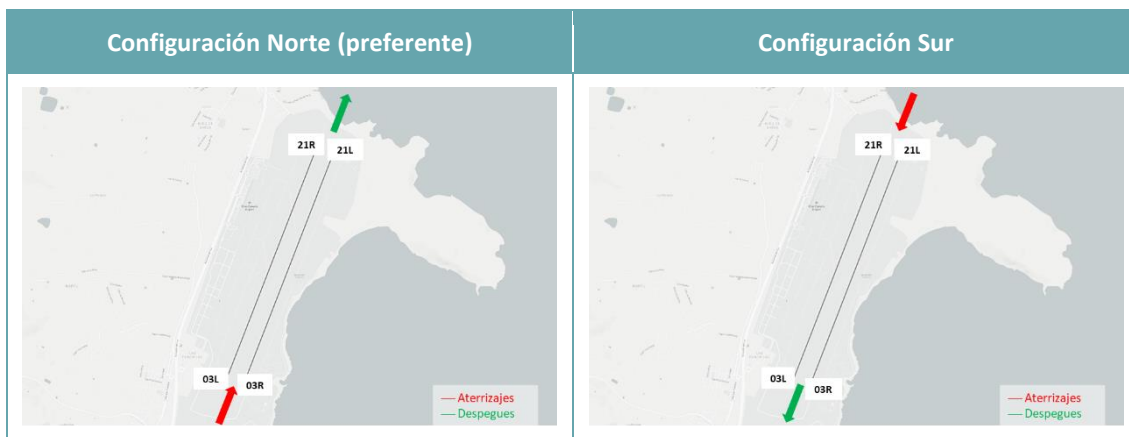 Configuración Norte (preferente)
Configuración Sur
21R
21L
03L
03R
Aterrizajes
Despegues
21R
21L
03L
03R
Aterrizajes
Despegues